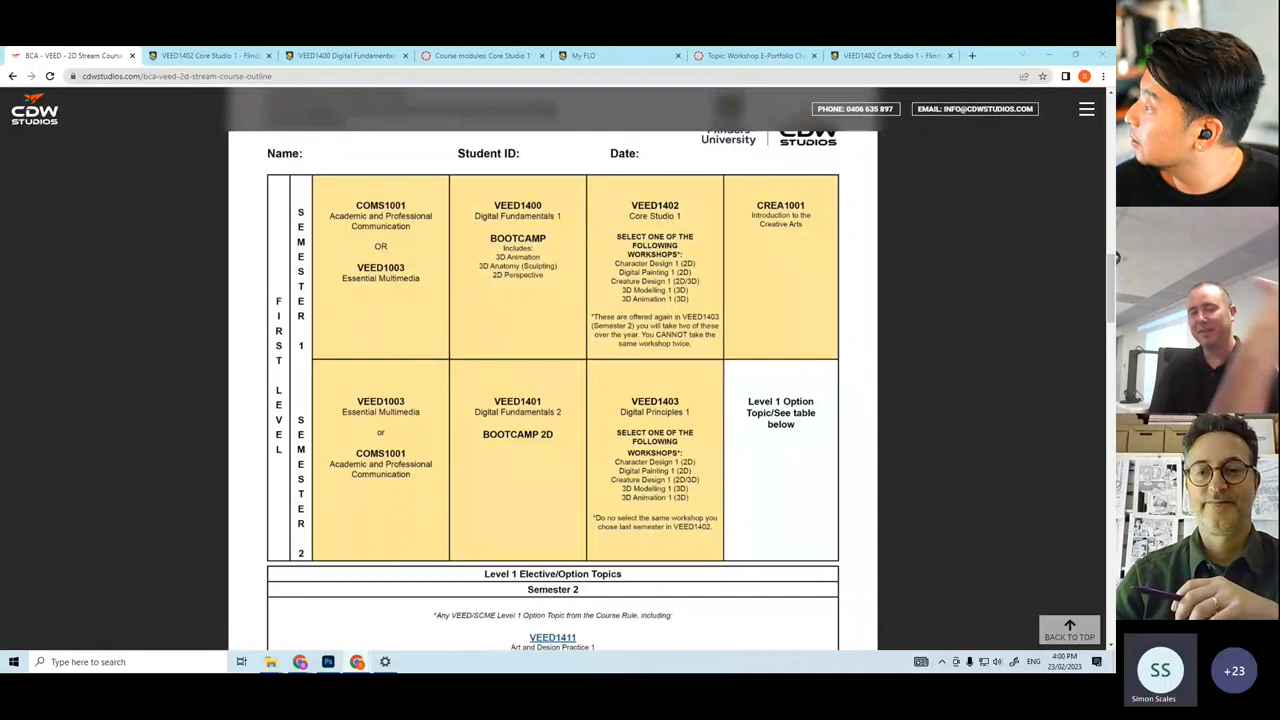 BCA - VEED - 2D Stream Cours
VEED1402 Core Studio 1 - Flind
VEED1400 Digital Fundamental
Course modules: Core Studio 1
My FLO
Topic: Workshop E-Portfolio Ch
VEED1402 Core Studio 1 - Flin
cdwstudios.com/bca-veed-2d-stream-course-outline
S
CDW
STUDIOS
PHONE: 0406 635 897
EMAIL: INFO@CDWSTUDIOS.COM
Flinders
University
CDW
STUDIOS
Name:
Student ID:
Date:
FIRST LEVEL
SEMESTER 1
COMS1001
Academic and Professional
Communication
OR
VEED1003
Essential Multimedia
VEED1400
Digital Fundamentals 1
BOOTCAMP
Includes:
3D Animation
3D Anatomy (Sculpting)
2D Perspective
VEED1402
Core Studio 1
SELECT ONE OF THE
FOLLOWING
WORKSHOPS*:
Character Design 1 (2D)
Digital Painting 1 (2D)
Creature Design 1 (2D/3D)
3D Modelling 1 (3D)
3D Animation 1 (3D)
*These are offered again in VEED1403
(Semester 2) you will take two of these
over the year. You CANNOT take the
same workshop twice.
CREA1001
Introduction to the
Creative Arts
SEMESTER 2
VEED1003
Essential Multimedia
or
COMS1001
Academic and Professional
Communication
VEED1401
Digital Fundamentals 2
BOOTCAMP 2D
VEED1403
Digital Principles 1
SELECT ONE OF THE
FOLLOWING
WORKSHOPS*:
Character Design 1 (2D)
Digital Painting 1 (2D)
Creature Design 1 (2D/3D)
3D Modelling 1 (3D)
3D Animation 1 (3D)
*Do no select the same workshop you
chose last semester in VEED1402.
Level 1 Option
Topic/See table
below
Level 1 Elective/Option Topics
Semester 2
*Any VEED/SCME Level 1 Option Topic from the Course Rule, including:
VEED1411
Art and Design Practice 1
BACK TO TOP
Type here to search
Ps
ENG
4:00 PM
23/02/2023
SS
Simon Scales
+23